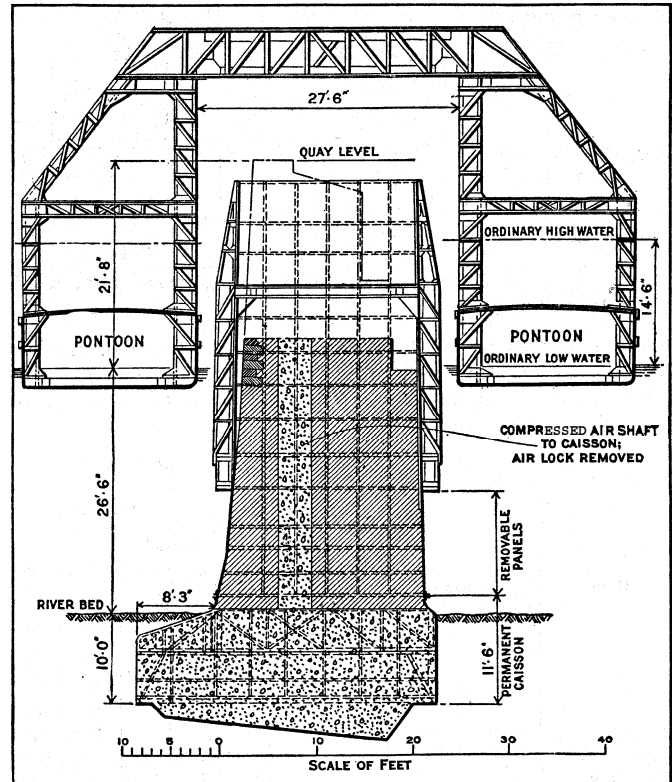 27'·6"
QUAY LEVEL
21'·8"
ORDINARY HIGH WATER
14'·6"
PONTOON
PONTOON
ORDINARY LOW WATER
COMPRESSED AIR SHAFT
TO CAISSON;
AIR LOCK REMOVED
26'·6"
REMOVABLE
PANELS
8'·3"
RIVER BED
10'·0"
11'·6"
PERMANENT
CAISSON
10 5 0 10 20 30 40
SCALE OF FEET